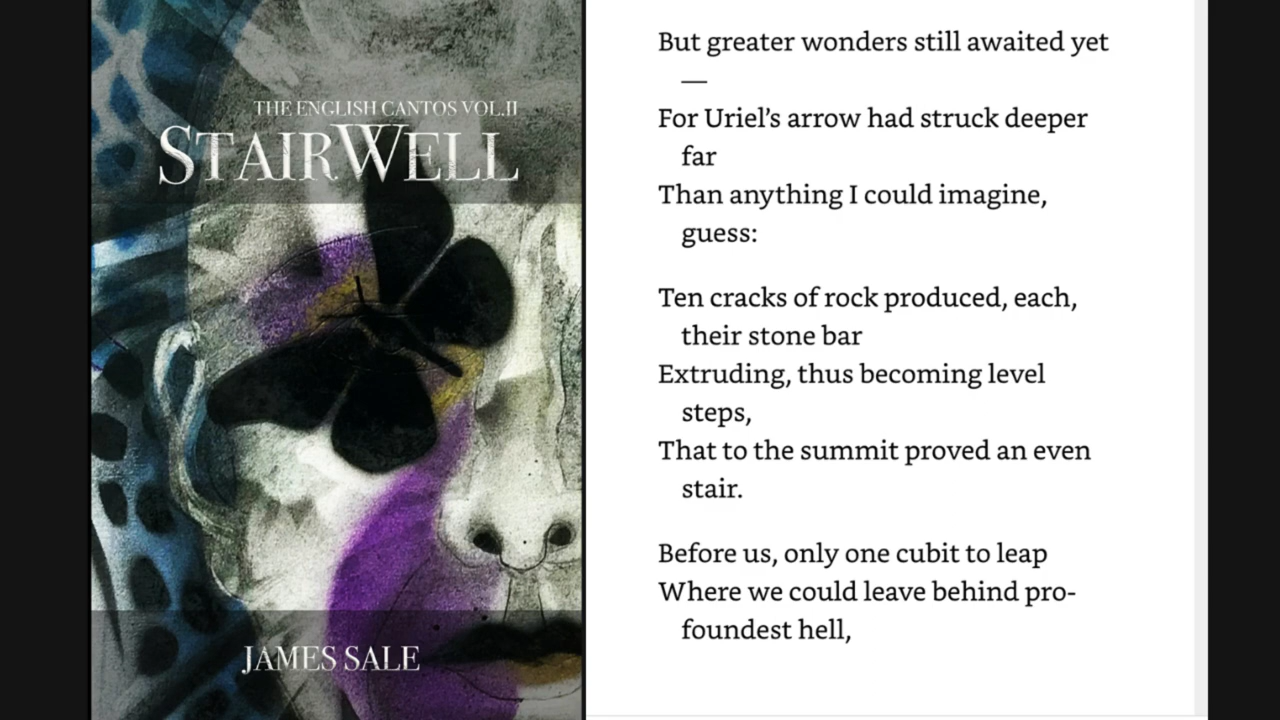 THE ENGLISH CANTOS VOL.II
STAIRWELL
JAMES SALE
But greater wonders still awaited yet
—
For Uriel’s arrow had struck deeper
far
Than anything I could imagine,
guess:
Ten cracks of rock produced, each,
their stone bar
Extruding, thus becoming level
steps,
That to the summit proved an even
stair.
Before us, only one cubit to leap
Where we could leave behind pro-
foundest hell,